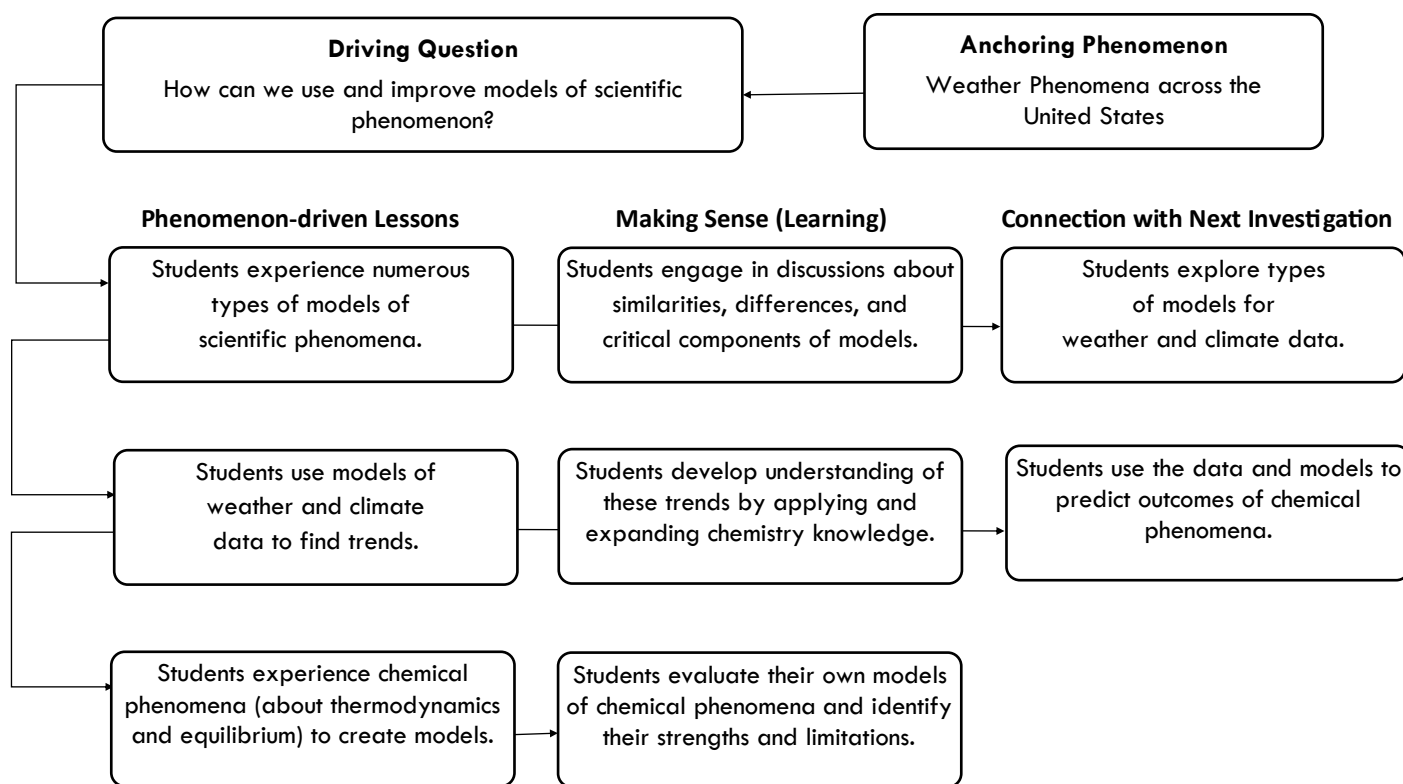 Driving Question
How can we use and improve models of scientific
phenomenon?
Anchoring Phenomenon
Weather Phenomena across the
United States
Phenomenon-driven Lessons
Making Sense (Learning)
Connection with Next Investigation
Students experience numerous
types of models of
scientific phenomena.
Students engage in discussions about
similarities, differences, and
critical components of models.
Students explore types
of models for
weather and climate data.
Students use models of
weather and climate
data to find trends.
Students develop understanding of
these trends by applying and
expanding chemistry knowledge.
Students use the data and models to
predict outcomes of chemical
phenomena.
Students experience chemical
phenomena (about thermodynamics
and equilibrium) to create models.
Students evaluate their own models
of chemical phenomena and identify
their strengths and limitations.